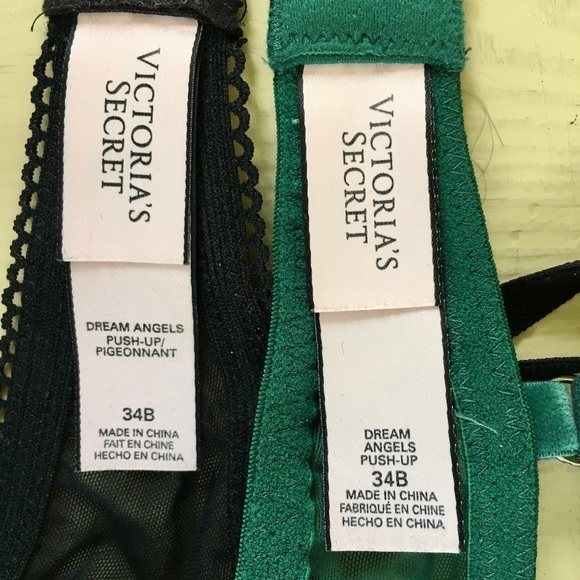 VICTORIA'S
SECRET
DREAM ANGELS
PUSH-UP/
PIGEONNANT
34B
MADE IN CHINA
FAIT EN CHINE
HECHO EN CHINA
VICTORIA'S
SECRET
DREAM
ANGELS
PUSH-UP
34B
MADE IN CHINA
FABRIQUÉ EN CHINE
HECHO EN CHINA